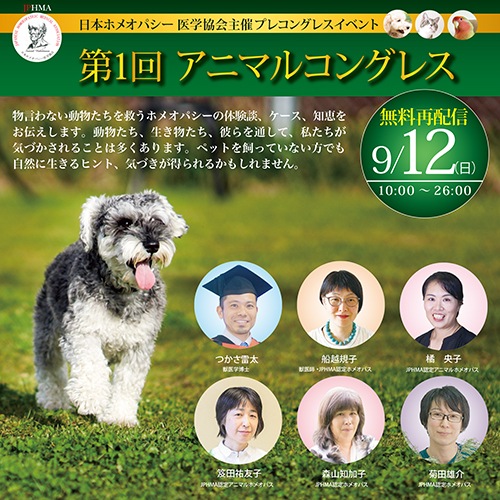 JPHMA
日本ホメオパシー 医学協会主催プレコングレスイベント
第1回 アニマルコングレス
物言わない動物たちを救うホメオパシーの体験談、ケース、知恵を
お伝えします。動物たち、生き物たち、彼らを通して、私たちが
気づかされることは多くあります。ペットを飼っていない方でも
自然に生きるヒント、気づきが得られるかもしれません。
無料再配信
9/12(日)
10:00 ～ 26:00
つかさ雷太
獣医学博士
船越規子
獣医師・JPHMA認定ホメオパス
橘 央子
JPHMA認定アニマルホメオパス
笈田祐友子
JPHMA認定アニマルホメオパス
森山知加子
JPHMA認定ホメオパス
菊田雄介
JPHMA認定ホメオパス